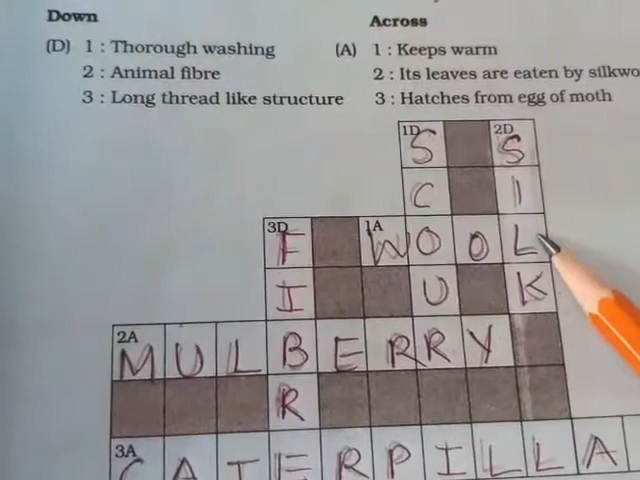 Down
Across
(D) 1 : Thorough washing
(A) 1 : Keeps warm
2 : Animal fibre
2 : Its leaves are eaten by silkwo
3 : Long thread like structure
3 : Hatches from egg of moth
1D S 2D S
C I
3D F 1A W O O L
I U K
2A M U L B E R R Y
R
3A C A T E R P I L L A